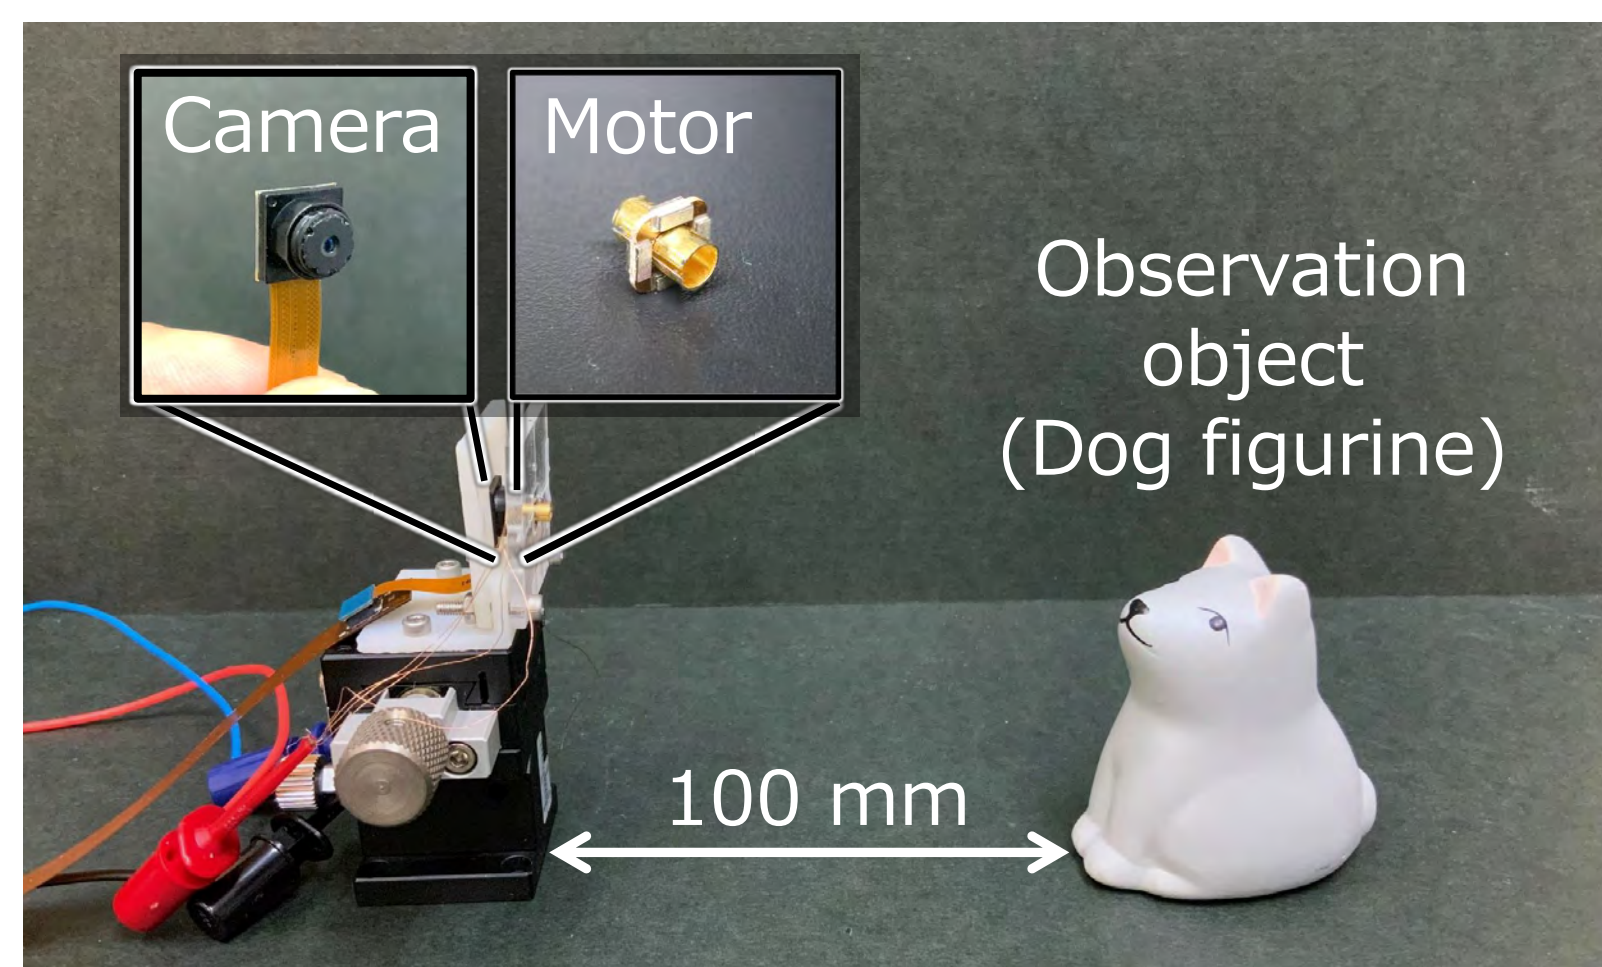 Camera
Motor
Observation
object
(Dog figurine)
100 mm